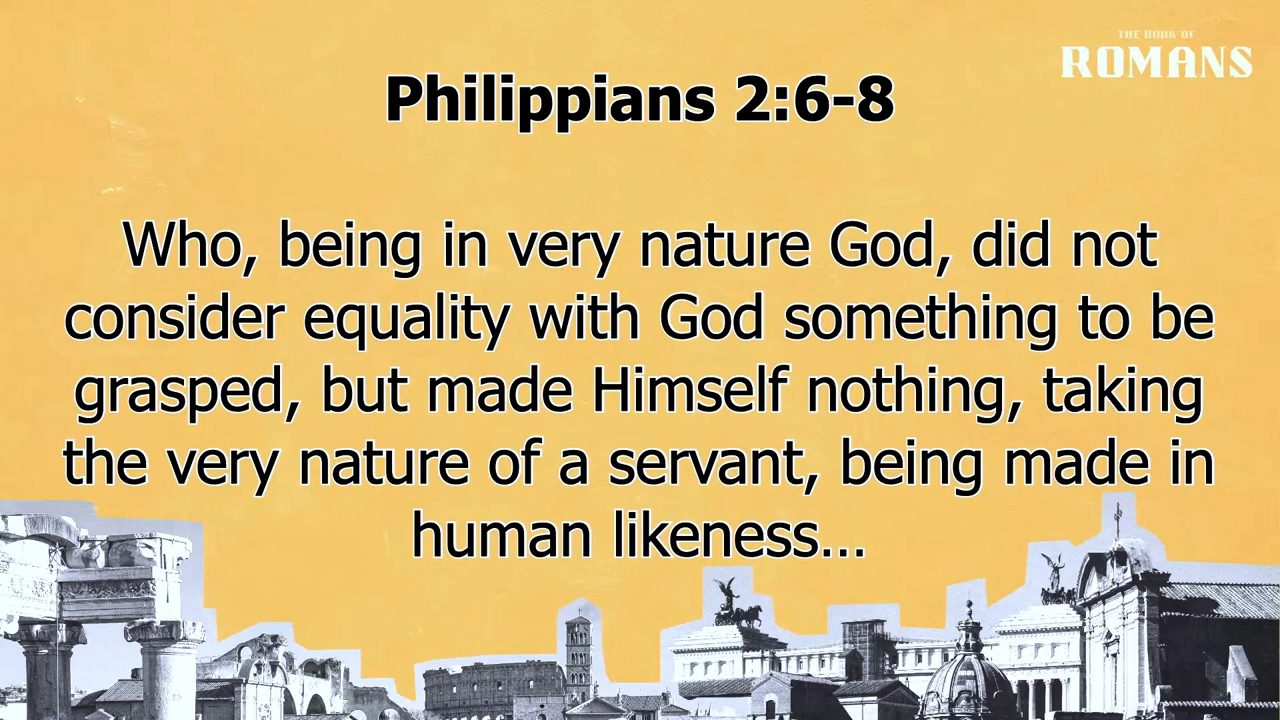 THE BOOK OF
ROMANS
Philippians 2:6-8
Who, being in very nature God, did not
consider equality with God something to be
grasped, but made Himself nothing, taking
the very nature of a servant, being made in
human likeness...